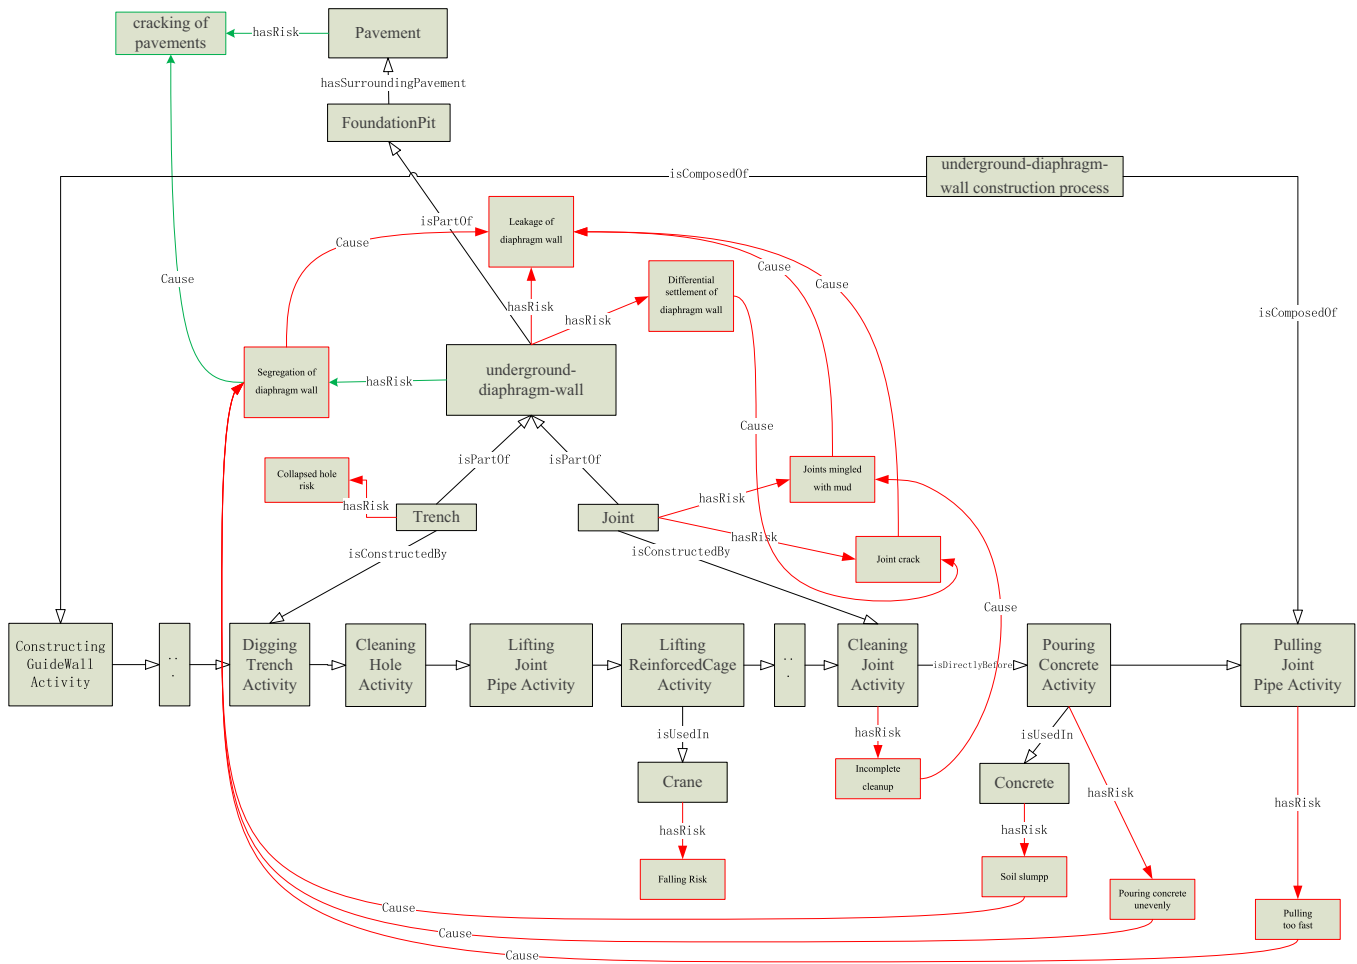 cracking of
pavements
hasRisk
Pavement
hasSurroundingPavement
FoundationPit
isComposedOf
underground-diaphragm-
wall construction process
isPartOf
Leakage of
diaphragm wall
Cause
Cause
Cause
Cause
Differential
settlement of
diaphragm wall
hasRisk
hasRisk
isComposedOf
Segregation of
diaphragm wall
hasRisk
underground-
diaphragm-wall
Cause
isPartOf
isPartOf
Collapsed hole
risk
hasRisk
Trench
Joint
hasRisk
Joints mingled
with mud
hasRisk
Joint crack
isConstructedBy
isConstructedBy
Cause
Constructing
GuideWall
Activity
..
.
Digging
Trench
Activity
Cleaning
Hole
Activity
Lifting
Joint
Pipe Activity
Lifting
ReinforcedCage
Activity
..
.
Cleaning
Joint
Activity
isDirectlyBefore
Pouring
Concrete
Activity
Pulling
Joint
Pipe Activity
isUsedIn
hasRisk
isUsedIn
Crane
Incomplete
cleanup
Concrete
hasRisk
hasRisk
hasRisk
hasRisk
Falling Risk
Soil slumpp
Pouring concrete
unevenly
Pulling
too fast
Cause
Cause
Cause